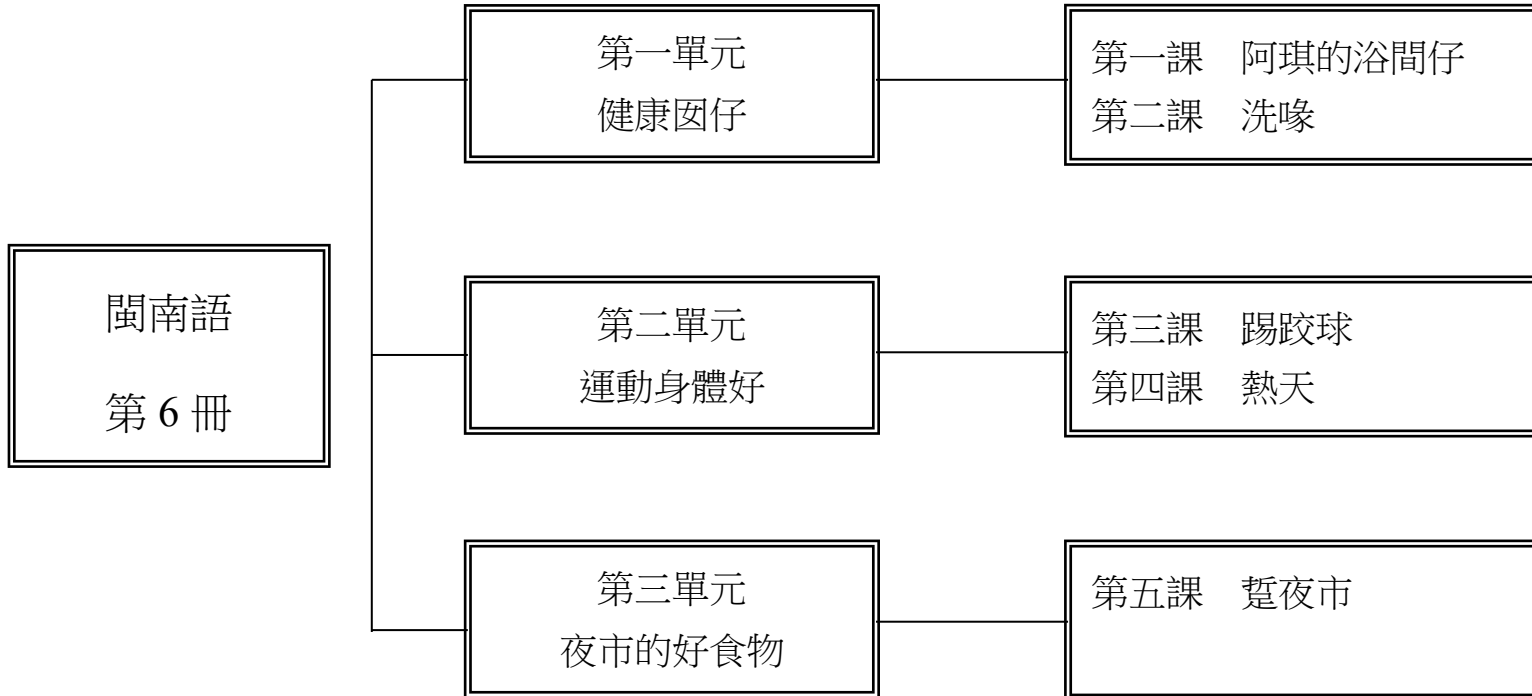 閩南語
第 6 冊
第一單元
健康囡仔
第一課　阿琪的浴間仔
第二課　洗喙
第二單元
運動身體好
第三課　踢跤球
第四課　熱天
第三單元
夜市的好食物
第五課　踅夜市